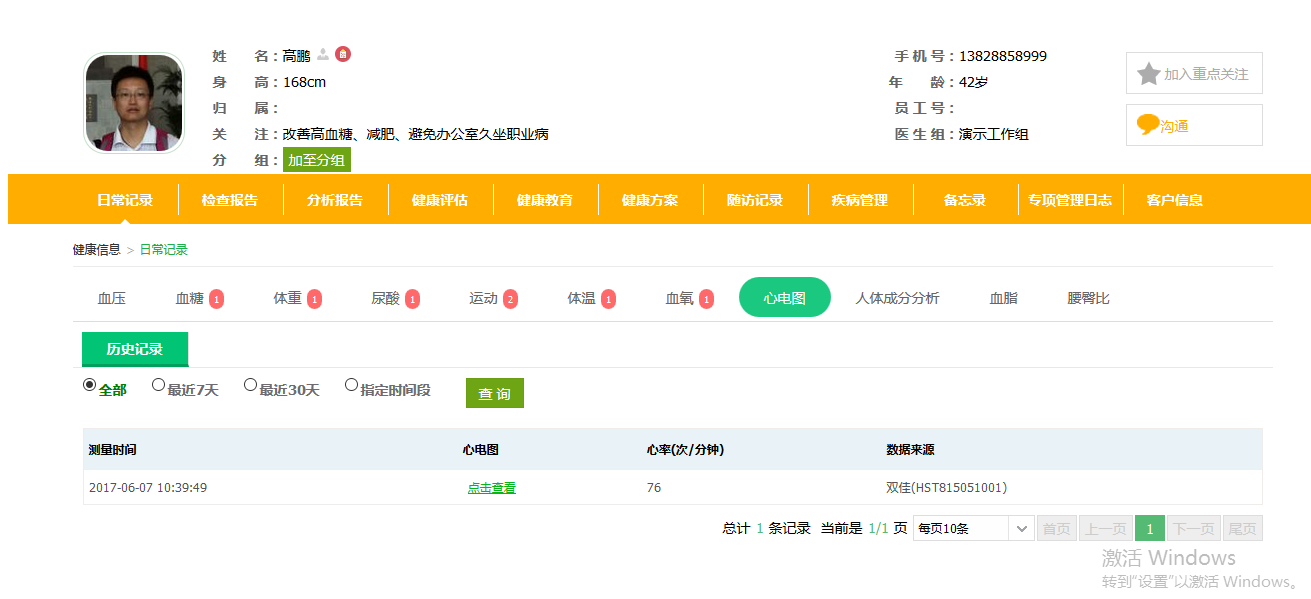 姓 名：高鹏
手 机 号：13828858999
身 高：168cm
年 龄：42岁
加入重点关注
归 属：
员 工 号：
关 注：改善高血糖、减肥、避免办公室久坐职业病
医 生 组：演示工作组
沟通
分 组：加至分组
日常记录 检查报告 分析报告 健康评估 健康教育 健康方案 随访记录 疾病管理 备忘录 专项管理日志 客户信息
健康信息 > 日常记录
血压 血糖 1 体重 1 尿酸 1 运动 2 体温 1 血氧 1 心电图 人体成分分析 血脂 腰臀比
历史记录
全部 最近7天 最近30天 指定时间段 查 询
测量时间 心电图 心率(次/分钟) 数据来源
2017-06-07 10:39:49 点击查看 76 双佳(HST815051001)
总计 1 条记录 当前是 1/1 页 每页10条 首页 上一页 1 下一页 尾页
激活 Windows
转到"设置"以激活 Windows。